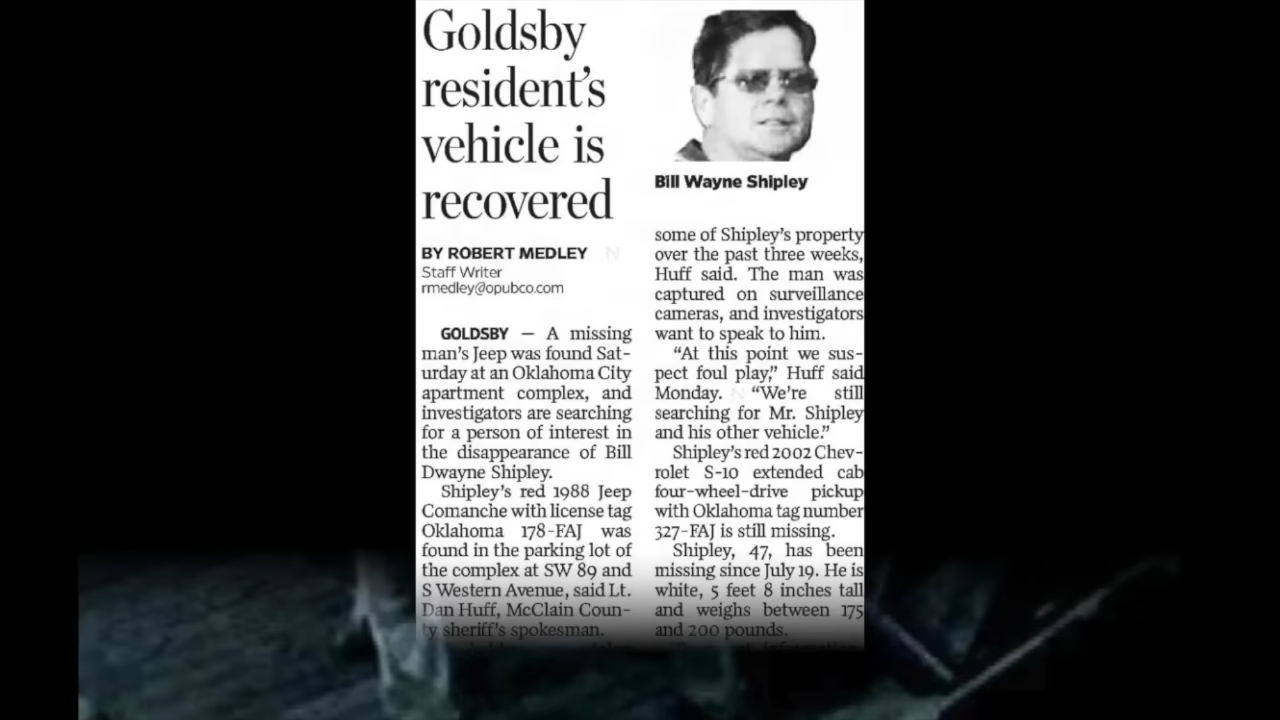 Goldsby
resident's
vehicle is
recovered
BY ROBERT MEDLEY
Staff Writer
rmedley@opubco.com
GOLDSBY — A missing
man's Jeep was found Sat-
urday at an Oklahoma City
apartment complex, and
investigators are searching
for a person of interest in
the disappearance of Bill
Dwayne Shipley.
Shipley's red 1988 Jeep
Comanche with license tag
Oklahoma 178-FAJ was
found in the parking lot of
the complex at SW 89 and
S Western Avenue, said Lt.
Dan Huff, McClain Coun-
ty sheriff's spokesman.
Bill Wayne Shipley
some of Shipley's property
over the past three weeks,
Huff said. The man was
captured on surveillance
cameras, and investigators
want to speak to him.
“At this point we sus-
pect foul play,” Huff said
Monday. “We're still
searching for Mr. Shipley
and his other vehicle.”
Shipley's red 2002 Chev-
rolet S-10 extended cab
four-wheel-drive pickup
with Oklahoma tag number
327-FAJ is still missing.
Shipley, 47, has been
missing since July 19. He is
white, 5 feet 8 inches tall
and weighs between 175
and 200 pounds.